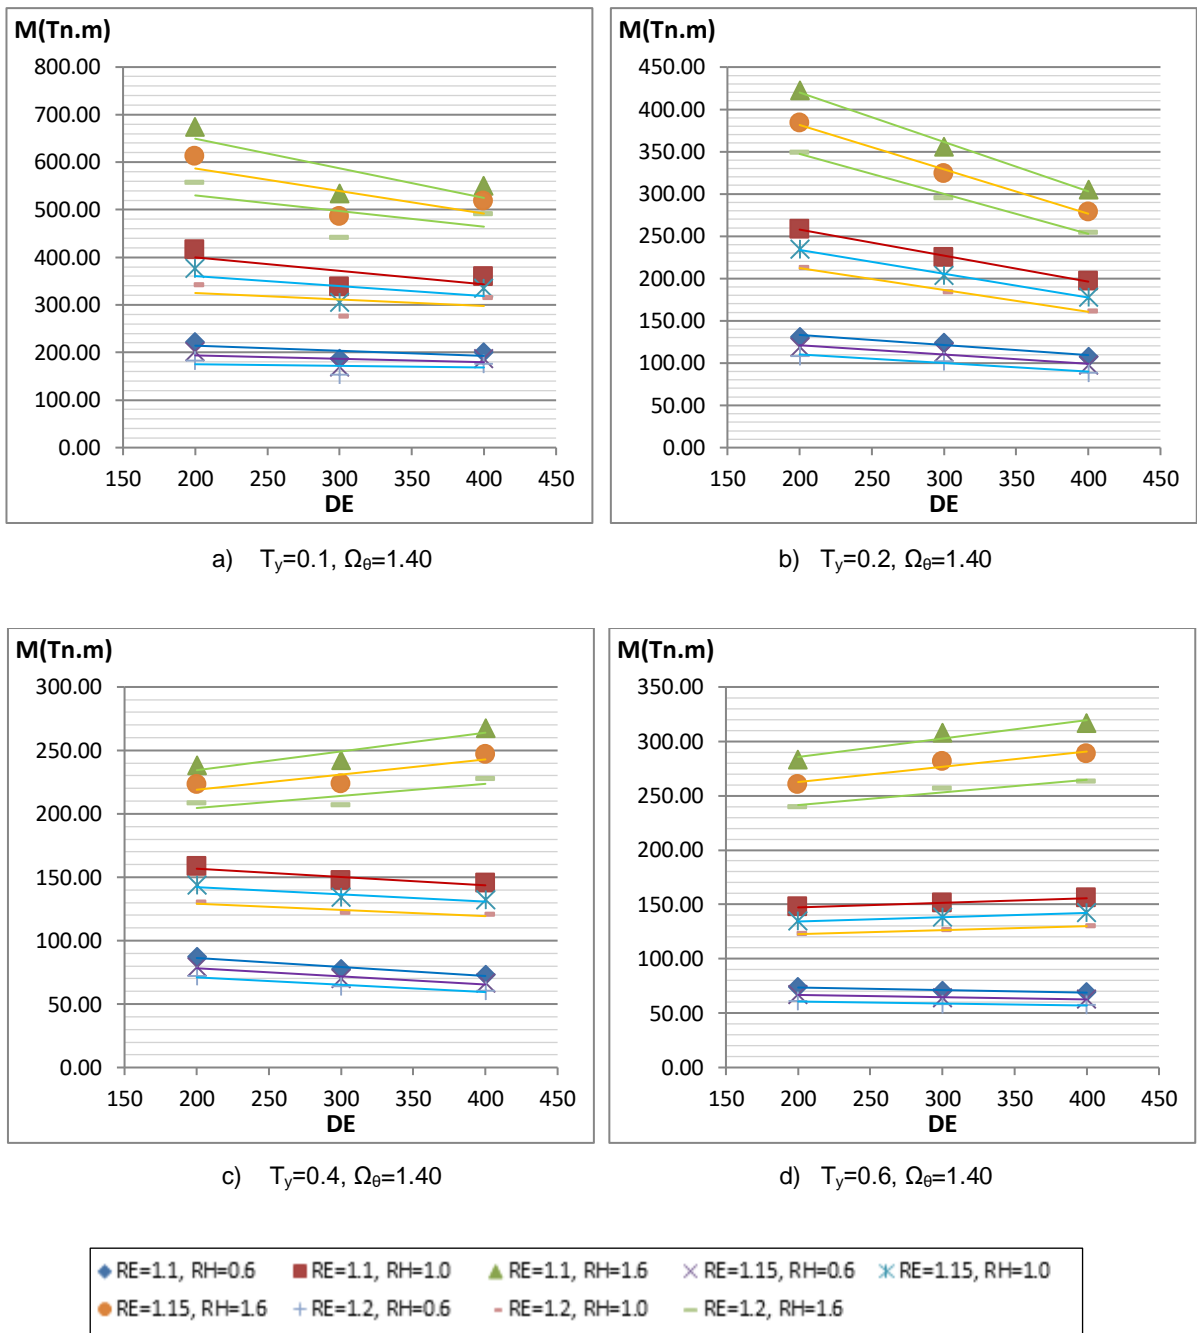 M(Tn.m)
800.00
700.00
600.00
500.00
400.00
300.00
200.00
100.00
0.00
150 200 250 300 350 400 450
DE
a) Ty=0.1, Ωθ=1.40
M(Tn.m)
450.00
400.00
350.00
300.00
250.00
200.00
150.00
100.00
50.00
0.00
150 200 250 300 350 400 450
DE
b) Ty=0.2, Ωθ=1.40
M(Tn.m)
300.00
250.00
200.00
150.00
100.00
50.00
0.00
150 200 250 300 350 400 450
DE
c) Ty=0.4, Ωθ=1.40
M(Tn.m)
350.00
300.00
250.00
200.00
150.00
100.00
50.00
0.00
150 200 250 300 350 400 450
DE
d) Ty=0.6, Ωθ=1.40
RE=1.1, RH=0.6 RE=1.1, RH=1.0 RE=1.1, RH=1.6 RE=1.15, RH=0.6 RE=1.15, RH=1.0
RE=1.15, RH=1.6 RE=1.2, RH=0.6 RE=1.2, RH=1.0 RE=1.2, RH=1.6